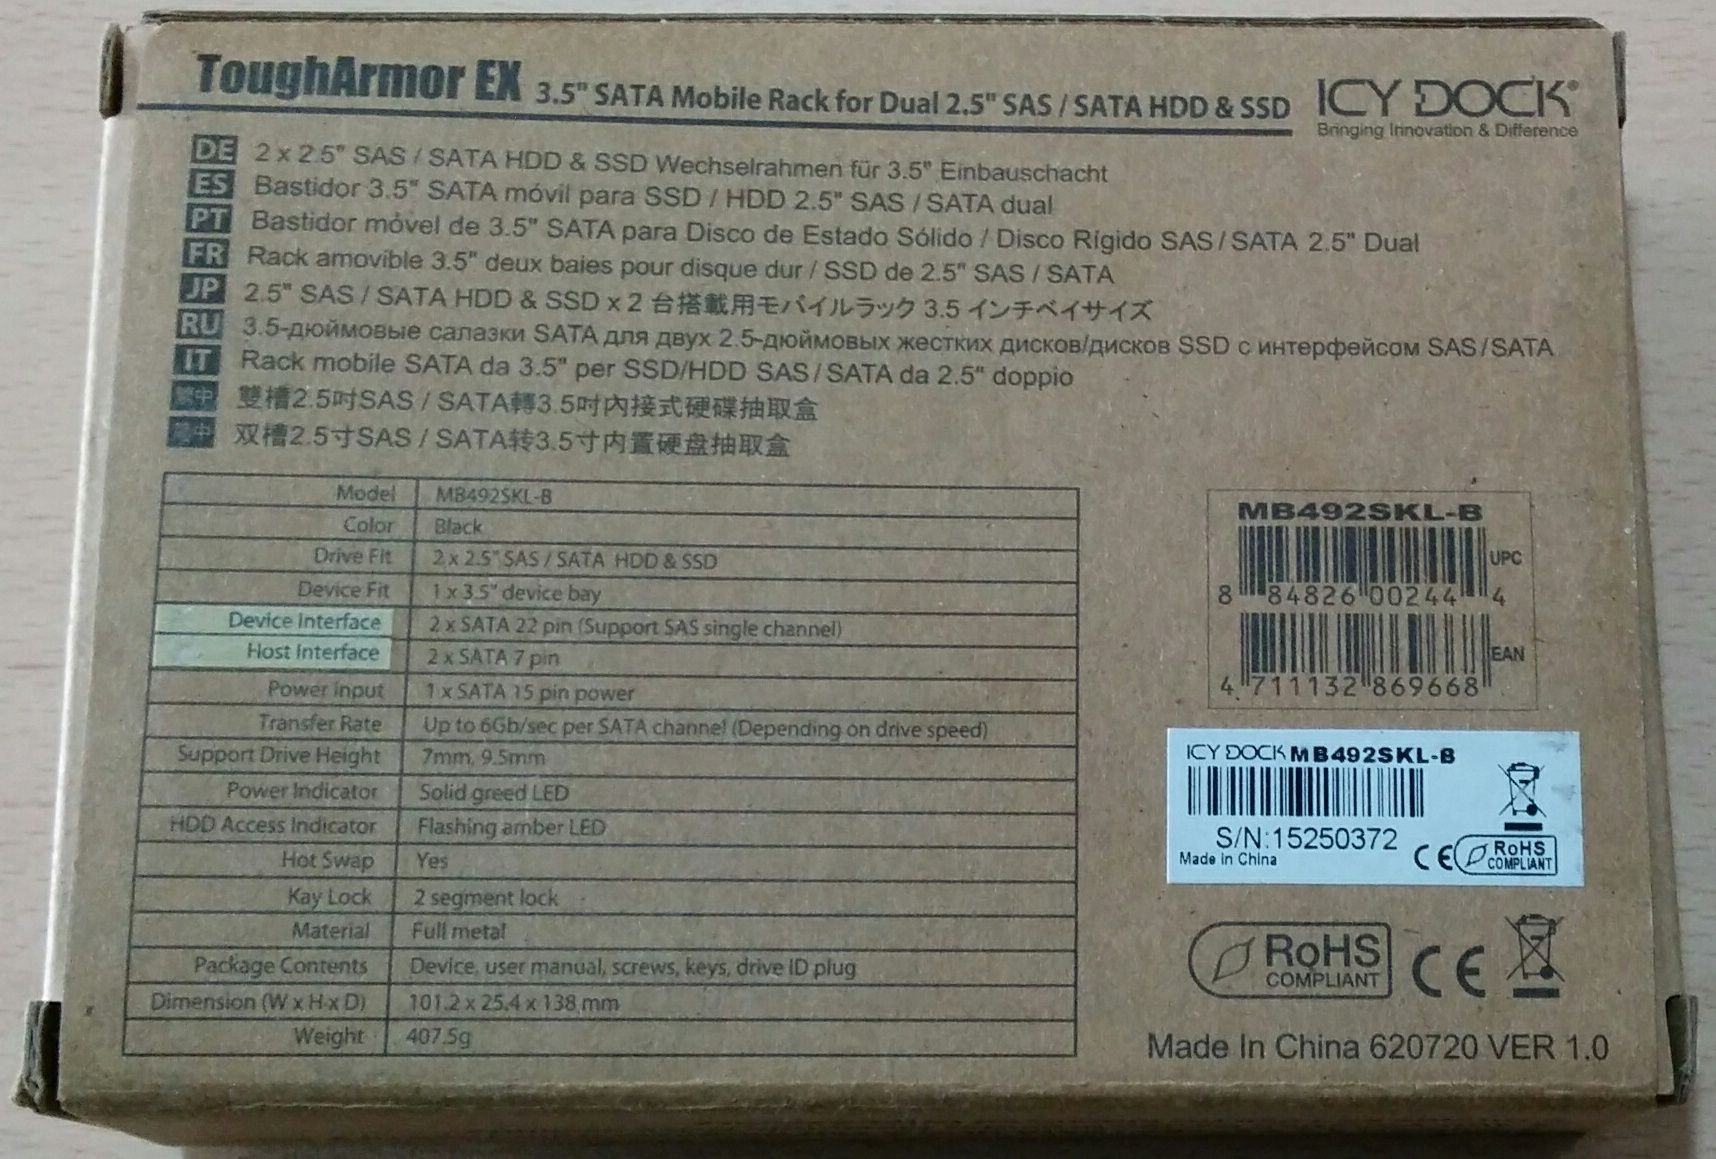 ToughArmor EX 3.5" SATA Mobile Rack for Dual 2.5" SAS / SATA HDD & SSD
ICY DOCK®
Bringing Innovation & Difference
DE 2 x 2.5" SAS / SATA HDD & SSD Wechselrahmen für 3.5" Einbauschacht
ES Bastidor 3.5" SATA móvil para SSD / HDD 2.5" SAS / SATA dual
PT Bastidor móvel de 3.5" SATA para Disco de Estado Sólido / Disco Rígido SAS / SATA 2.5" Dual
FR Rack amovible 3.5" deux baies pour disque dur / SSD de 2.5" SAS / SATA
JP 2.5" SAS / SATA HDD & SSD x 2 台搭載用モバイルラック 3.5 インチベイサイズ
RU 3.5-дюймовые салазки SATA для двух 2.5-дюймовых жестких дисков/дисков SSD с интерфейсом SAS / SATA
IT Rack mobile SATA da 3.5" per SSD/HDD SAS / SATA da 2.5" doppio
繁中 雙槽2.5吋SAS / SATA轉3.5吋內接式硬碟抽取盒
簡中 双槽2.5寸SAS / SATA转3.5寸内置硬盘抽取盒
Model MB492SKL-B
Color Black
Drive Fit 2 x 2.5" SAS / SATA HDD & SSD
Device Fit 1 x 3.5" device bay
Device Interface 2 x SATA 22 pin (Support SAS single channel)
Host Interface 2 x SATA 7 pin
Power Input 1 x SATA 15 pin power
Transfer Rate Up to 6Gb/sec per SATA channel (Depending on drive speed)
Support Drive Height 7mm, 9.5mm
Power Indicator Solid greed LED
HDD Access Indicator Flashing amber LED
Hot Swap Yes
Kay Lock 2 segment lock
Material Full metal
Package Contents Device, user manual, screws, keys, drive ID plug
Dimension (W x H x D) 101.2 x 25.4 x 138 mm
Weight 407.5g
MB492SKL-B
UPC
8 84826 00244 4
EAN
4 711132 869668
ICY DOCK MB492SKL-B
S/N:15250372
Made in China
CE RoHS COMPLIANT
RoHS COMPLIANT CE
Made In China 620720 VER 1.0